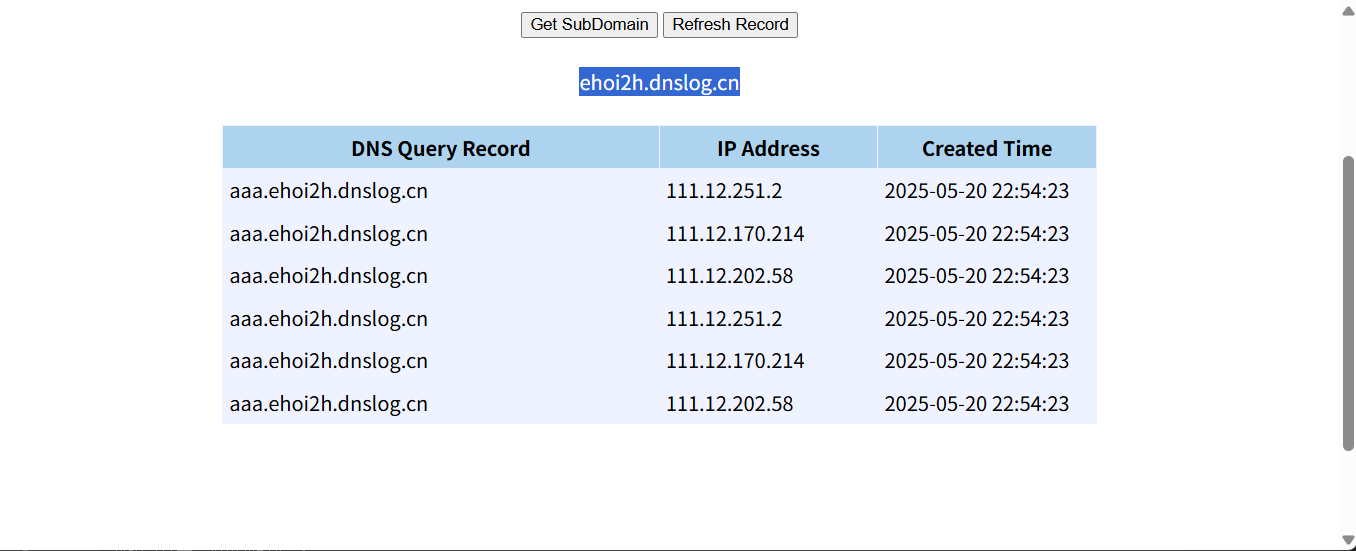 Get SubDomain Refresh Record
ehoi2h.dnslog.cn
DNS Query Record IP Address Created Time
aaa.ehoi2h.dnslog.cn 111.12.251.2 2025-05-20 22:54:23
aaa.ehoi2h.dnslog.cn 111.12.170.214 2025-05-20 22:54:23
aaa.ehoi2h.dnslog.cn 111.12.202.58 2025-05-20 22:54:23
aaa.ehoi2h.dnslog.cn 111.12.251.2 2025-05-20 22:54:23
aaa.ehoi2h.dnslog.cn 111.12.170.214 2025-05-20 22:54:23
aaa.ehoi2h.dnslog.cn 111.12.202.58 2025-05-20 22:54:23